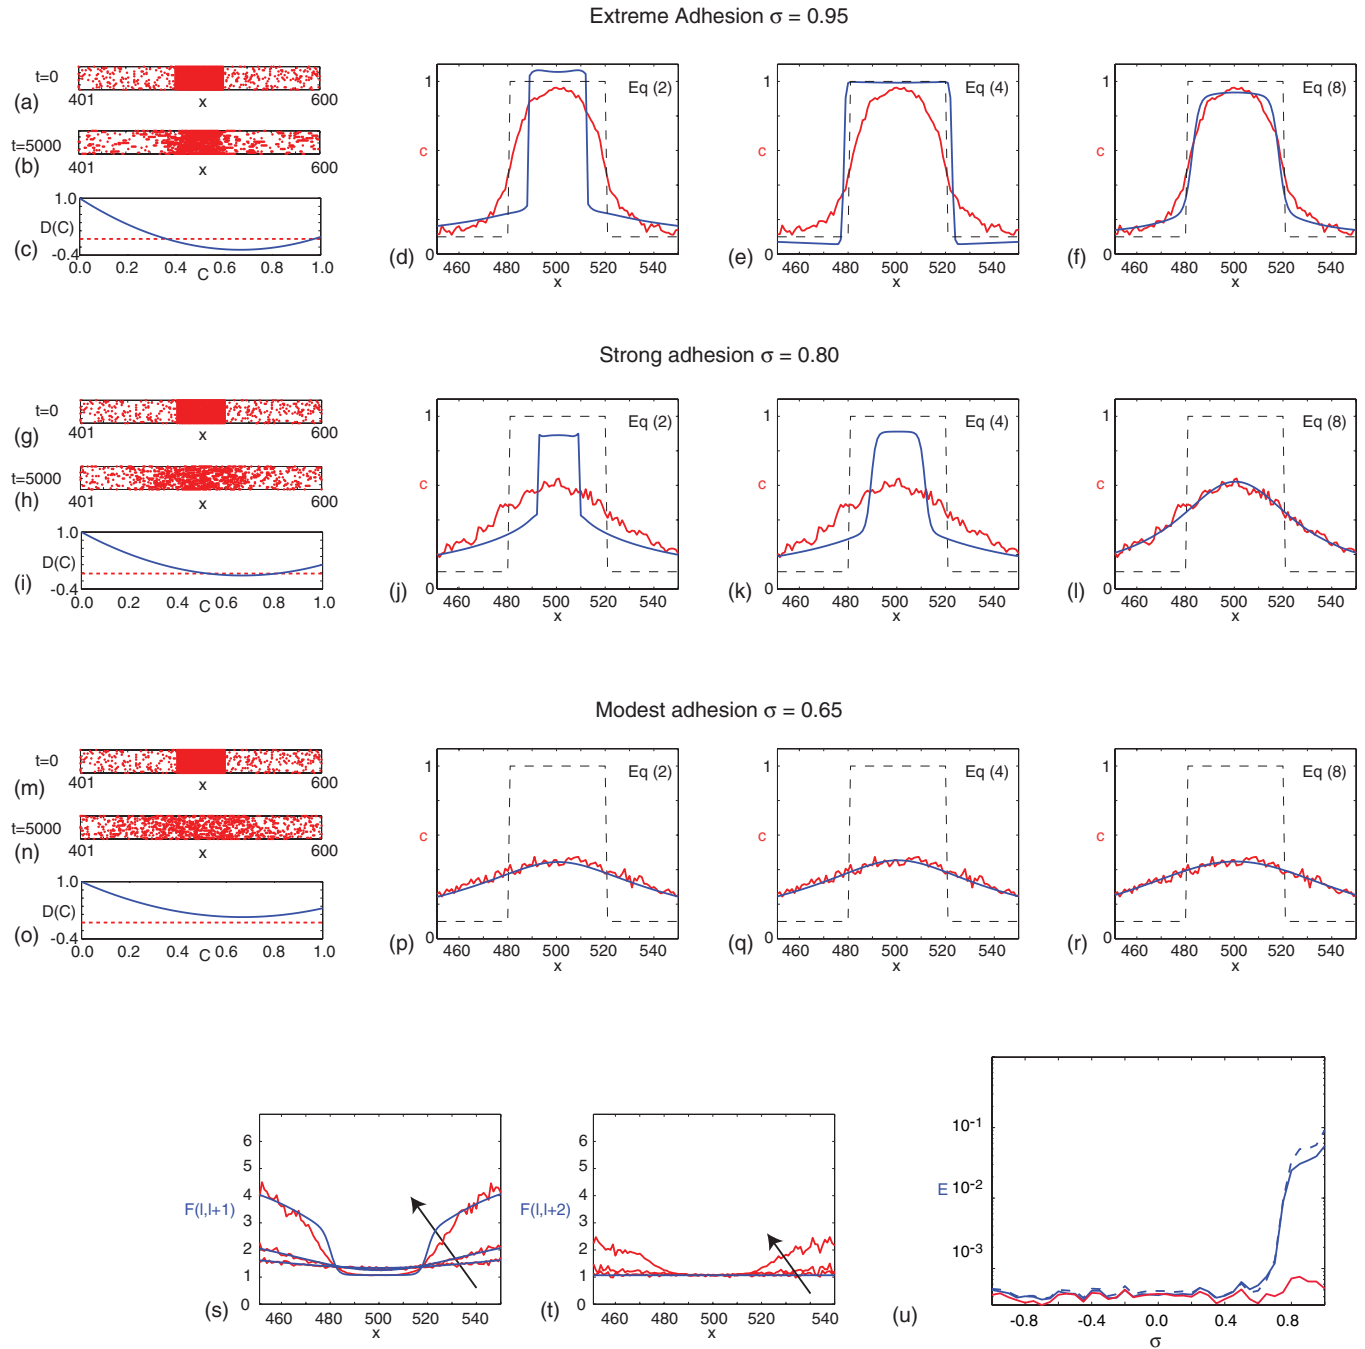 Extreme Adhesion σ = 0.95
t=0
(a)
401
x
600
t=5000
(b)
401
x
600
1.0
D(C)
-0.4
(c)
0.0 0.2 0.4 0.6 0.8 1.0
C
1
c
0
Eq (2)
(d)
460 480 500 520 540
x
1
c
0
Eq (4)
(e)
460 480 500 520 540
x
1
c
0
Eq (8)
(f)
460 480 500 520 540
x
Strong adhesion σ = 0.80
t=0
(g)
401
x
600
t=5000
(h)
401
x
600
1.0
D(C)
-0.4
(i)
0.0 0.2 0.4 0.6 0.8 1.0
C
1
c
0
Eq (2)
(j)
460 480 500 520 540
x
1
c
0
Eq (4)
(k)
460 480 500 520 540
x
1
c
0
Eq (8)
(l)
460 480 500 520 540
x
Modest adhesion σ = 0.65
t=0
(m)
401
x
600
t=5000
(n)
401
x
600
1.0
D(C)
-0.4
(o)
0.0 0.2 0.4 0.6 0.8 1.0
C
1
c
0
Eq (2)
(p)
460 480 500 520 540
x
1
c
0
Eq (4)
(q)
460 480 500 520 540
x
1
c
0
Eq (8)
(r)
460 480 500 520 540
x
6
5
4
F(l,l+1)
3
2
1
0
(s)
460 480 500 520 540
x
6
5
4
F(l,l+2)
3
2
1
0
(t)
460 480 500 520 540
x
10-1
E
10-2
10-3
(u)
-0.8 -0.4 0.0 0.4 0.8
σ